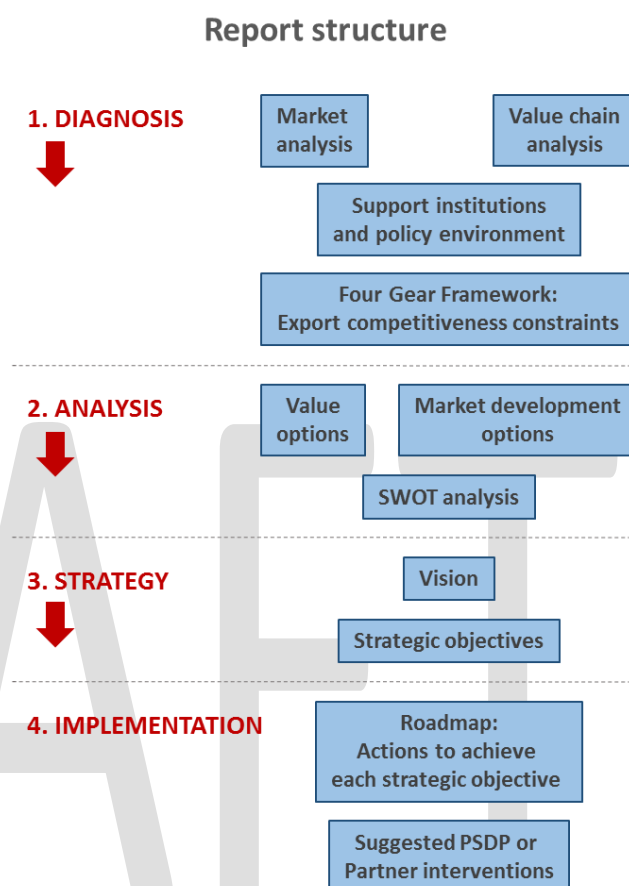 Report structure
1. DIAGNOSIS
Market
analysis
Value chain
analysis
Support institutions
and policy environment
Four Gear Framework:
Export competitiveness constraints
2. ANALYSIS
Value
options
Market development
options
SWOT analysis
3. STRATEGY
Vision
Strategic objectives
4. IMPLEMENTATION
Roadmap:
Actions to achieve
each strategic objective
Suggested PSDP or
Partner interventions
AFT